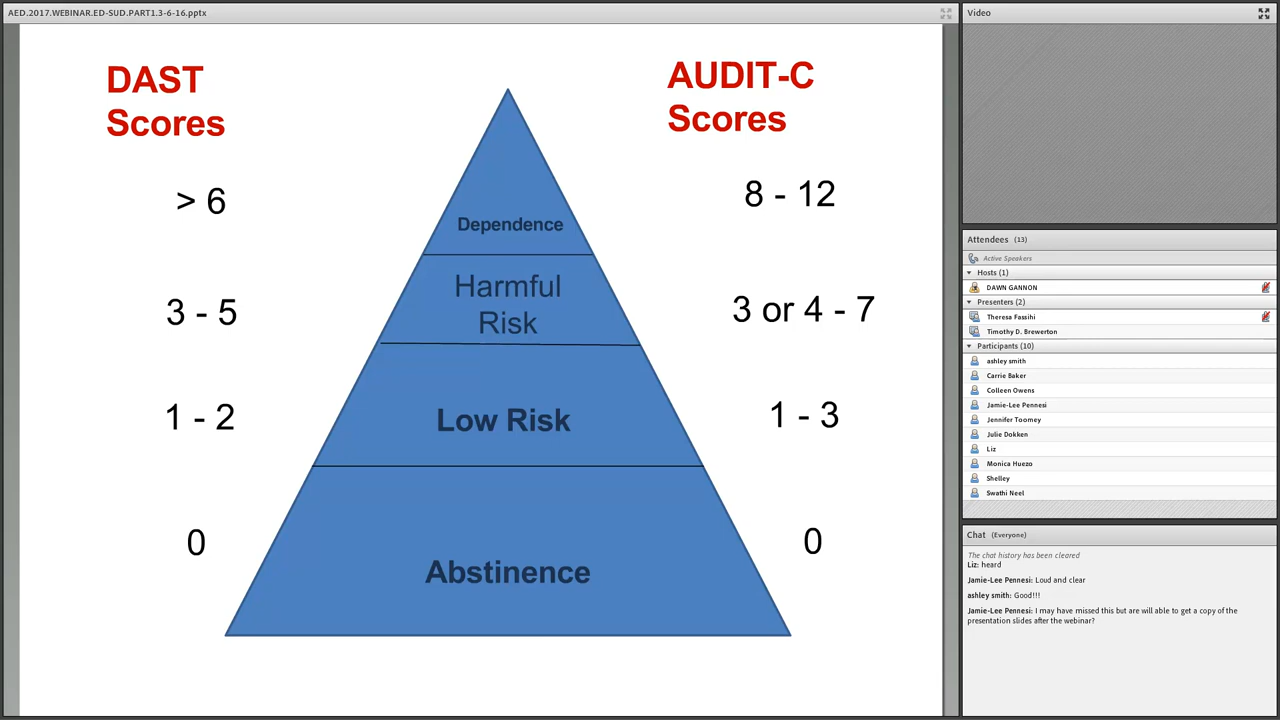 AED.2017.WEBINAR.ED-SUD.PART1.3-6-16.pptx
DAST
Scores
AUDIT-C
Scores
> 6
8 - 12
Dependence
Harmful
Risk
3 - 5
3 or 4 - 7
1 - 2
Low Risk
1 - 3
0
Abstinence
0
Video
Attendees (13)
Active Speakers
Hosts (1)
DAWN GANNON
Presenters (2)
Theresa Fassihi
Timothy D. Brewerton
Participants (10)
ashley smith
Carrie Baker
Colleen Owens
Jamie-Lee Pennesi
Jennifer Toomey
Julie Dokken
Liz
Monica Huezo
Shelley
Swathi Neel
Chat (Everyone)
The chat history has been cleared
Liz: heard
Jamie-Lee Pennesi: Loud and clear
ashley smith: Good!!!
Jamie-Lee Pennesi: I may have missed this but are will able to get a copy of the
presentation slides after the webinar?